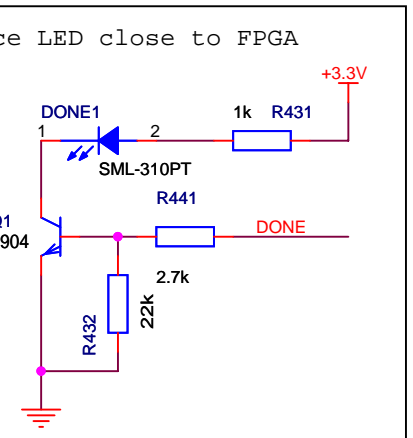 ce LED close to FPGA
+3.3V
DONE1
1k R431
1 2
SML-310PT
R441
Q1
904
DONE
2.7k
R432
22k